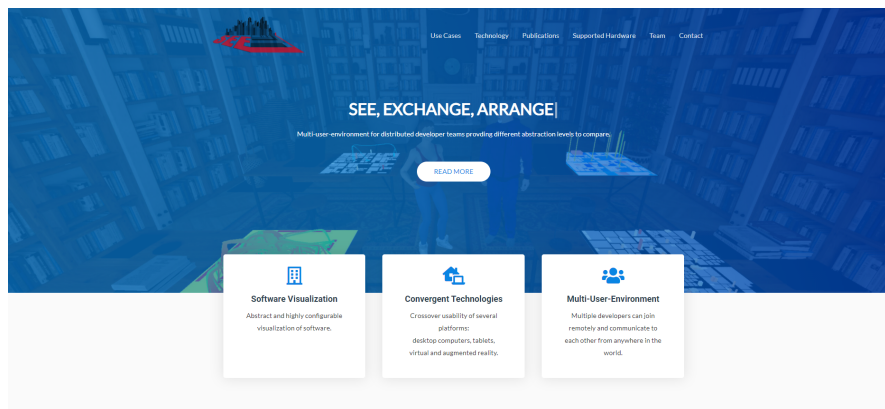 SEE
Use Cases Technology Publications Supported Hardware Team Contact
SEE, EXCHANGE, ARRANGE|
Multi-user-environment for distributed developer teams provding different abstraction levels to compare.
READ MORE
Software Visualization
Abstract and highly configurable
visualization of software.
Convergent Technologies
Crossover usability of several
platforms:
desktop computers, tablets,
virtual and augmented reality.
Multi-User-Environment
Multiple developers can join
remotely and communicate to
each other from anywhere in the
world.